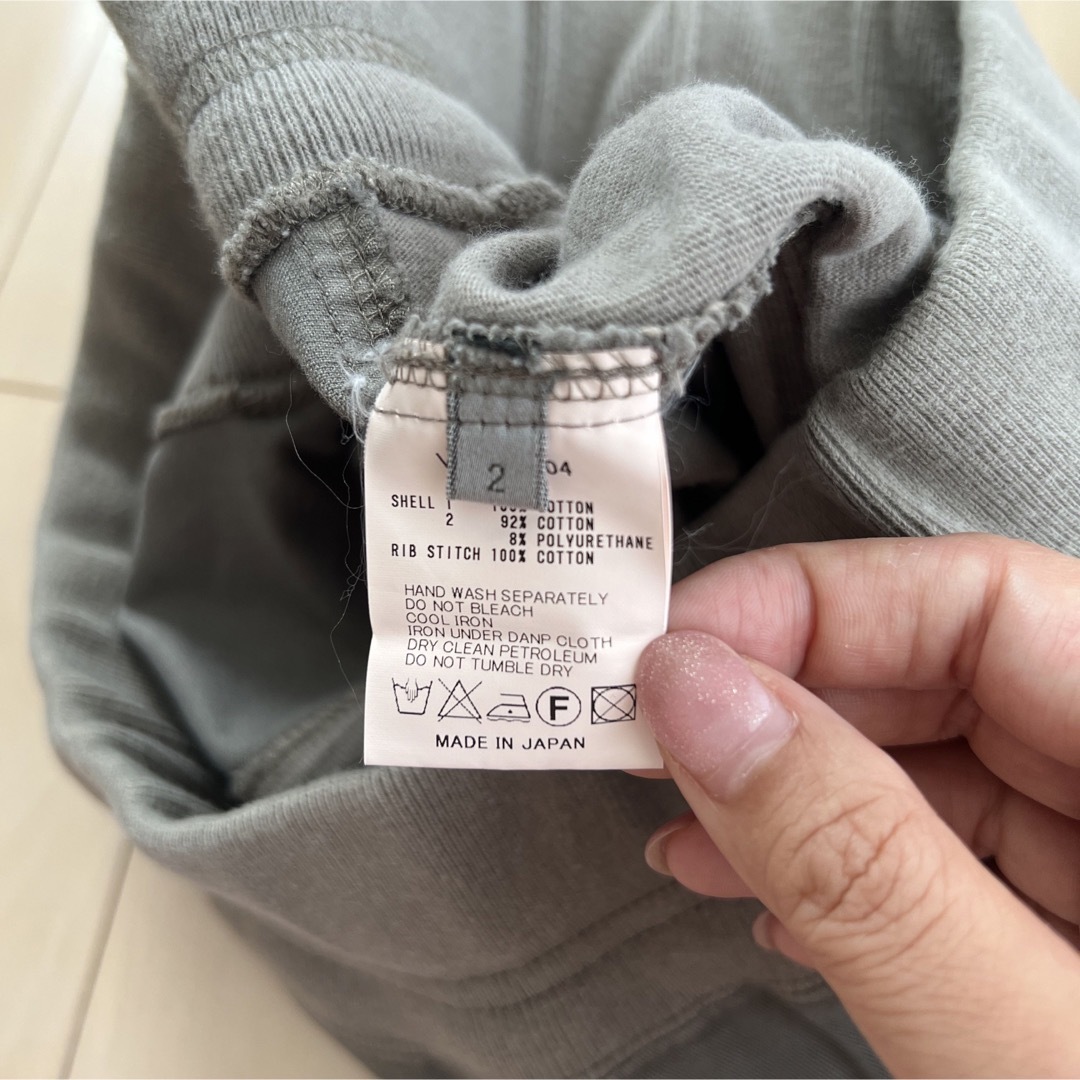 2
04
SHELL 1 100% COTTON
2 92% COTTON
8% POLYURETHANE
RIB STITCH 100% COTTON
HAND WASH SEPARATELY
DO NOT BLEACH
COOL IRON
IRON UNDER DANP CLOTH
DRY CLEAN PETROLEUM
DO NOT TUMBLE DRY
F
MADE IN JAPAN